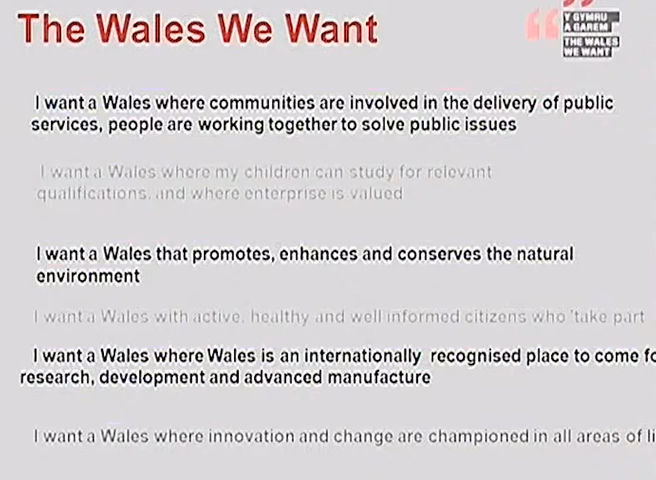 The Wales We Want
Y GYMRU
A GAREM
THE WALES
WE WANT
I want a Wales where communities are involved in the delivery of public
services, people are working together to solve public issues
I want a Wales where my children can study for relevant
qualifications, and where enterprise is valued
I want a Wales that promotes, enhances and conserves the natural
environment
I want a Wales with active, healthy and well informed citizens who 'take part
I want a Wales where Wales is an internationally recognised place to come fo
research, development and advanced manufacture
I want a Wales where innovation and change are championed in all areas of li